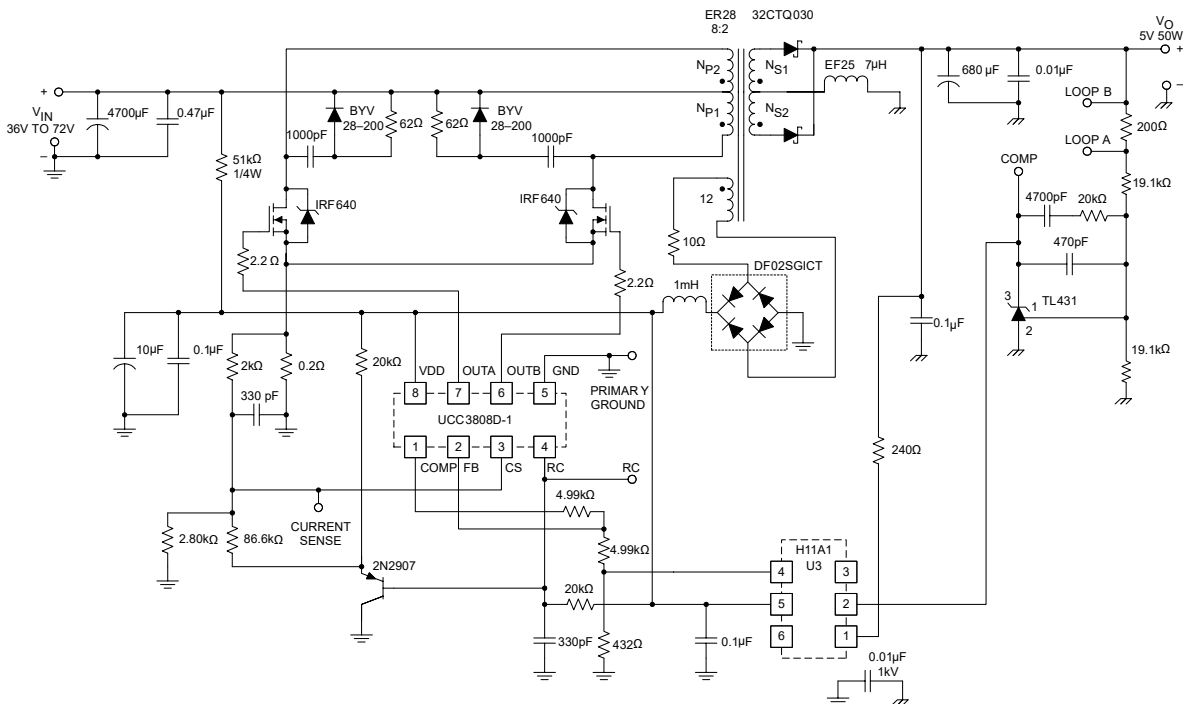 ER28 32CTQ030
8:2
VO
5V 50W
+
−
NP2
NS1
NP1
NS2
EF25 7µH
680 µF
0.01µF
LOOP B
200Ω
LOOP A
+
VIN
36V TO 72V
−
4700µF
0.47µF
BYV
28–200
62Ω
62Ω
BYV
28–200
1000pF
1000pF
51kΩ
1/4W
COMP
19.1kΩ
4700pF
20kΩ
470pF
IRF640
IRF640
12
10Ω
2.2 Ω
2.2Ω
DF02SGICT
1mH
3
1
TL431
2
10µF
0.1µF
2kΩ
0.2Ω
20kΩ
0.1µF
19.1kΩ
VDD
OUTA
OUTB
GND
PRIMARY
GROUND
330 pF
8
7
6
5
UCC3808D-1
1
2
3
4
COMP
FB
CS
RC
RC
240Ω
4.99kΩ
CURRENT
SENSE
2.80kΩ
86.6kΩ
4.99kΩ
H11A1
U3
2N2907
4
3
20kΩ
5
2
330pF
432Ω
0.1µF
6
1
0.01µF
1kV